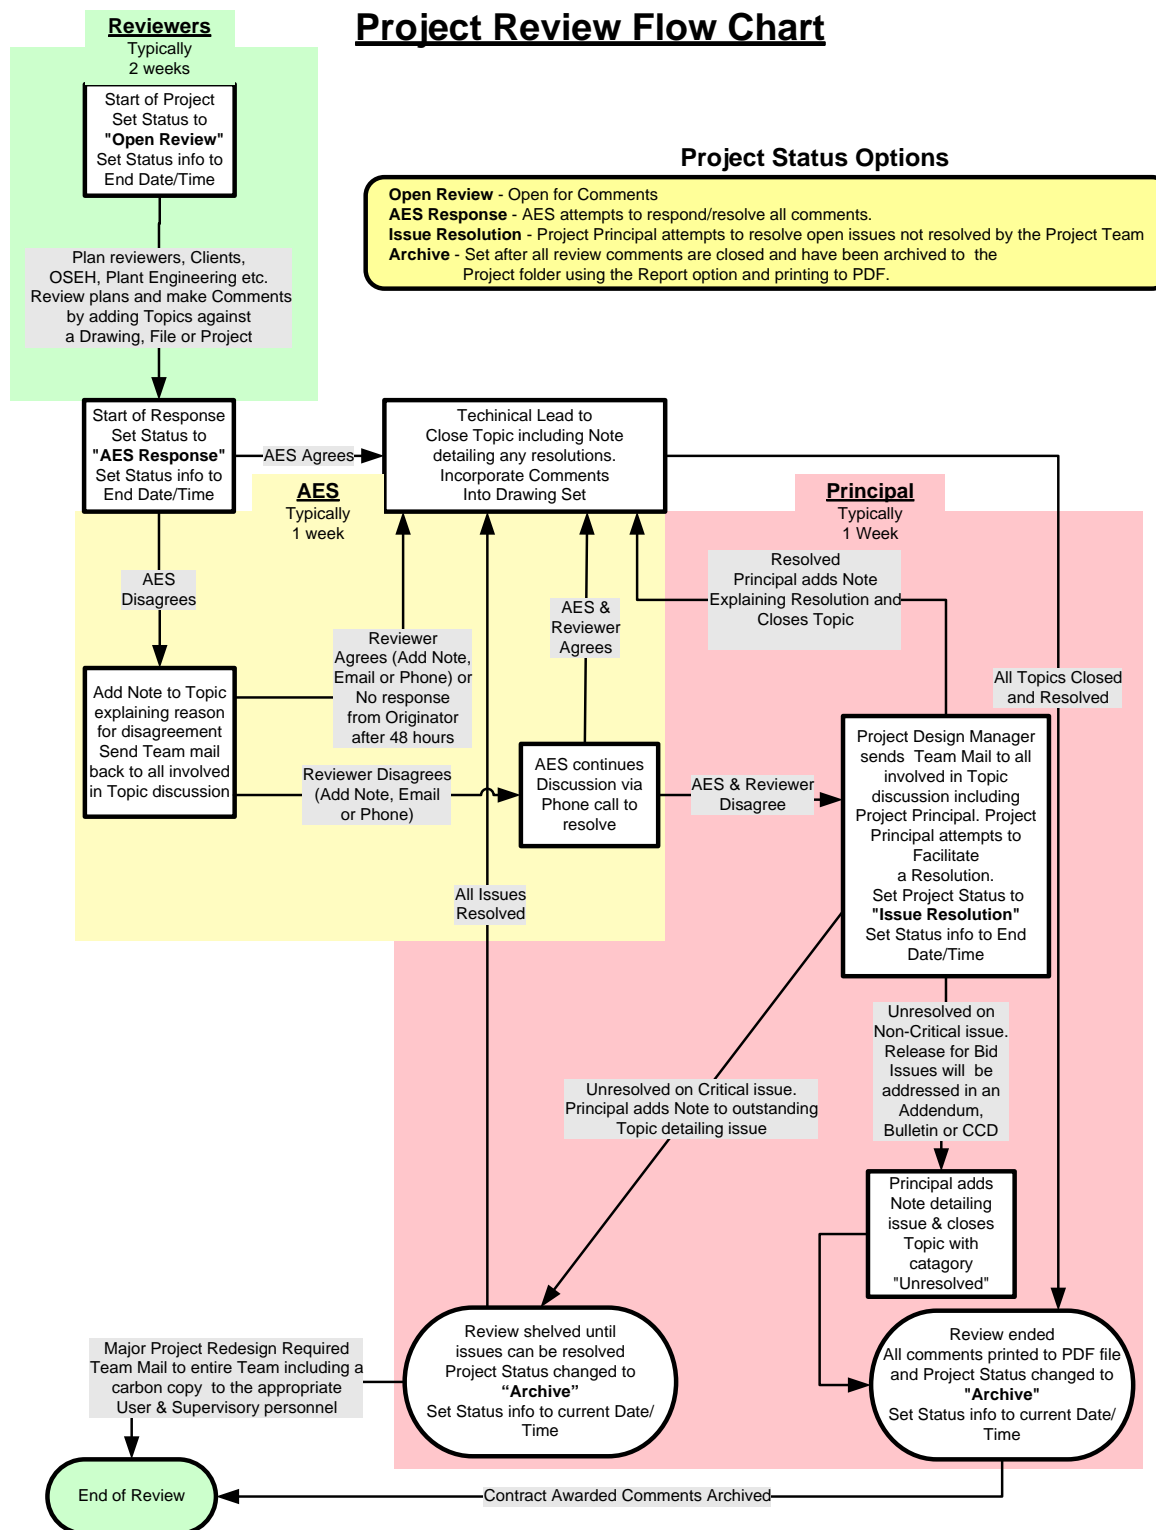 Project Review Flow Chart
Reviewers
Typically
2 weeks
Start of Project
Set Status to
"Open Review"
Set Status info to
End Date/Time
Project Status Options
Open Review - Open for Comments
AES Response - AES attempts to respond/resolve all comments.
Issue Resolution - Project Principal attempts to resolve open issues not resolved by the Project Team
Archive - Set after all review comments are closed and have been archived to the
Project folder using the Report option and printing to PDF.
Plan reviewers, Clients,
OSEH, Plant Engineering etc.
Review plans and make Comments
by adding Topics against
a Drawing, File or Project
Start of Response
Set Status to
"AES Response"
Set Status info to
End Date/Time
AES Agrees
Techinical Lead to
Close Topic including Note
detailing any resolutions.
Incorporate Comments
Into Drawing Set
AES
Typically
1 week
Principal
Typically
1 Week
AES
Disagrees
Resolved
Principal adds Note
Explaining Resolution and
Closes Topic
AES &
Reviewer
Agrees
Reviewer
Agrees (Add Note,
Email or Phone) or
No response
from Originator
after 48 hours
All Topics Closed
and Resolved
Add Note to Topic
explaining reason
for disagreement
Send Team mail
back to all involved
in Topic discussion
Reviewer Disagrees
(Add Note, Email
or Phone)
AES continues
Discussion via
Phone call to
resolve
AES & Reviewer
Disagree
Project Design Manager
sends Team Mail to all
involved in Topic
discussion including
Project Principal. Project
Principal attempts to
Facilitate
a Resolution.
Set Project Status to
"Issue Resolution"
Set Status info to End
Date/Time
All Issues
Resolved
Unresolved on
Non-Critical issue.
Release for Bid
Issues will be
addressed in an
Addendum,
Bulletin or CCD
Unresolved on Critical issue.
Principal adds Note to outstanding
Topic detailing issue
Principal adds
Note detailing
issue & closes
Topic with
catagory
"Unresolved"
Review shelved until
issues can be resolved
Project Status changed to
“Archive”
Set Status info to current Date/
Time
Review ended
All comments printed to PDF file
and Project Status changed to
"Archive"
Set Status info to current Date/
Time
Major Project Redesign Required
Team Mail to entire Team including a
carbon copy to the appropriate
User & Supervisory personnel
End of Review
Contract Awarded Comments Archived